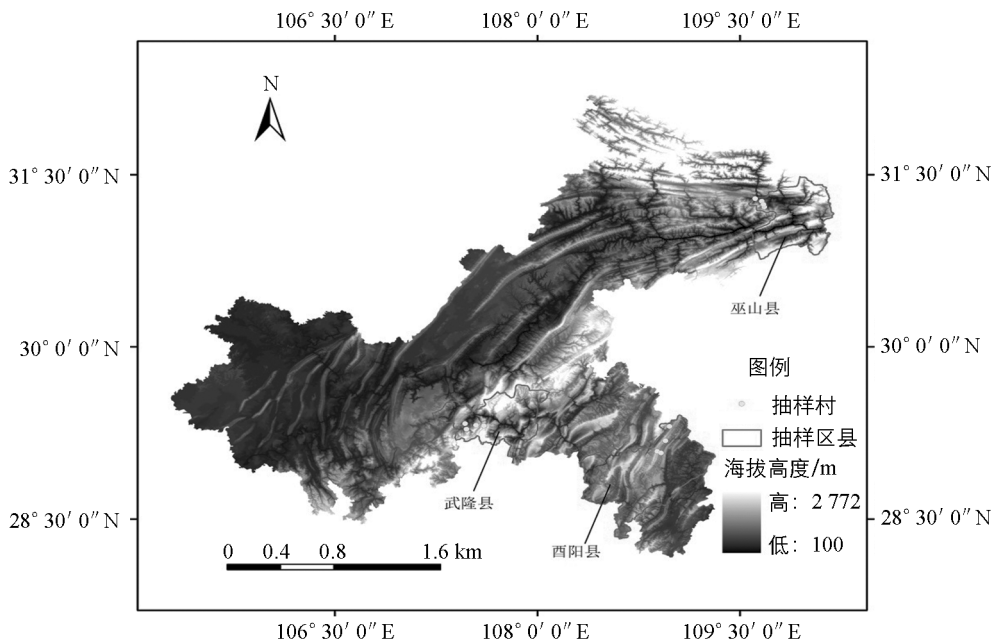 106° 30′ 0″ E 108° 0′ 0″ E 109° 30′ 0″ E
N
31° 30′ 0″ N 31° 30′ 0″ N
巫山县
30° 0′ 0″ N 30° 0′ 0″ N
图例
抽样村
抽样区县
海拔高度/m
武隆县
高: 2 772
28° 30′ 0″ N 28° 30′ 0″ N
低: 100
酉阳县
0 0.4 0.8 1.6 km
106° 30′ 0″ E 108° 0′ 0″ E 109° 30′ 0″ E